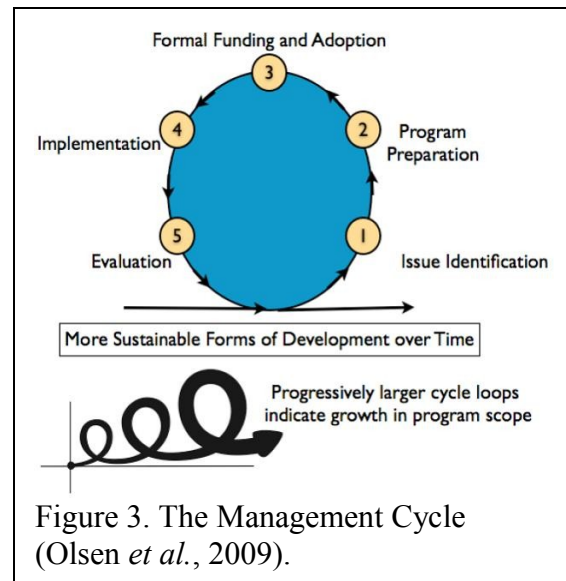 Formal Funding and Adoption
3
4
2
Implementation
Program
Preparation
5
1
Evaluation
Issue Identification
More Sustainable Forms of Development over Time
Progressively larger cycle loops
indicate growth in program scope
Figure 3. The Management Cycle
(Olsen et al., 2009).